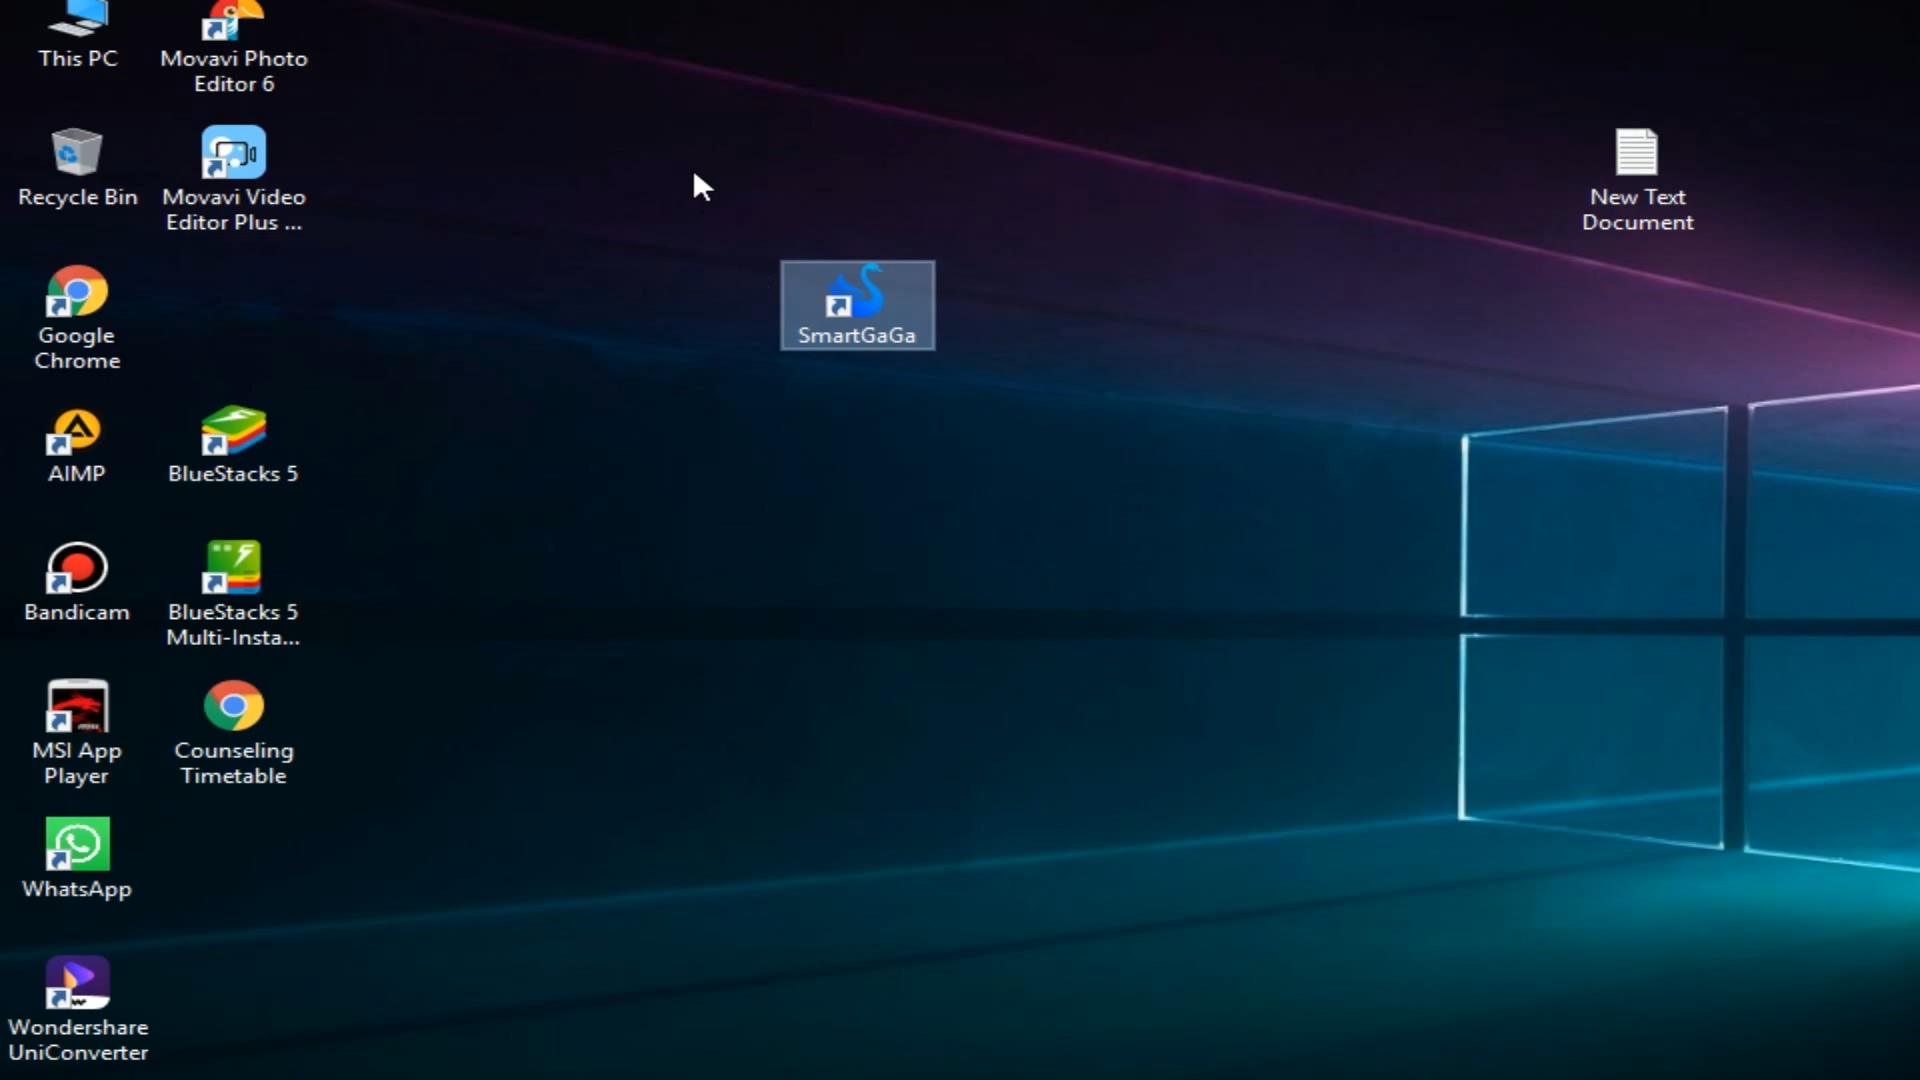 This PC
Movavi Photo
Editor 6
Recycle Bin
Movavi Video
Editor Plus ...
New Text
Document
Google
Chrome
SmartGaGa
AIMP
BlueStacks 5
Bandicam
BlueStacks 5
Multi-Insta...
MSI App
Player
Counseling
Timetable
WhatsApp
Wondershare
UniConverter